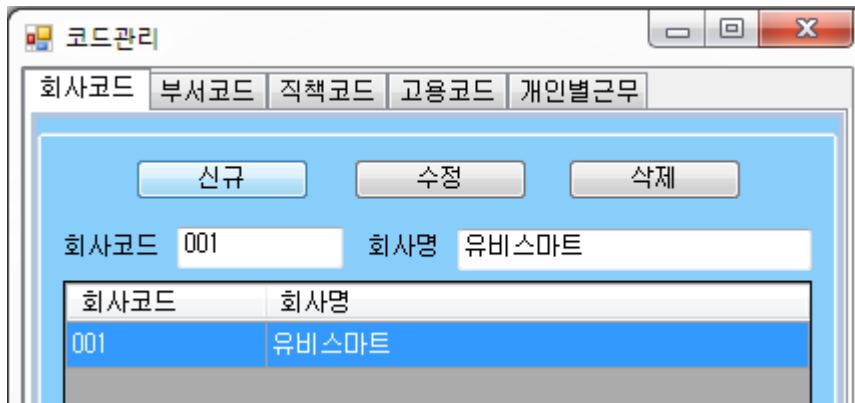 코드관리
회사코드 부서코드 직책코드 고용코드 개인별근무
신규 수정 삭제
회사코드 001 회사명 유비스마트
회사코드 회사명
001 유비스마트